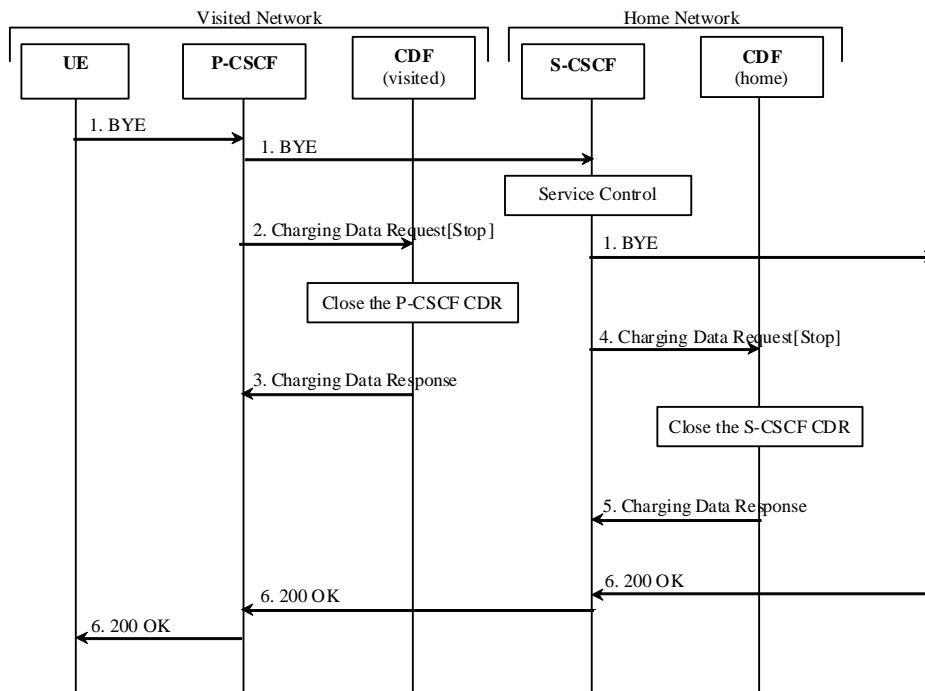 Visited Network
Home Network
UE
P-CSCF
CDF
(visited)
S-CSCF
CDF
(home)
1. BYE
1. BYE
Service Control
2. Charging Data Request[Stop]
1. BYE
Close the P-CSCF CDR
4. Charging Data Request[Stop]
3. Charging Data Response
Close the S-CSCF CDR
5. Charging Data Response
6. 200 OK
6. 200 OK
6. 200 OK